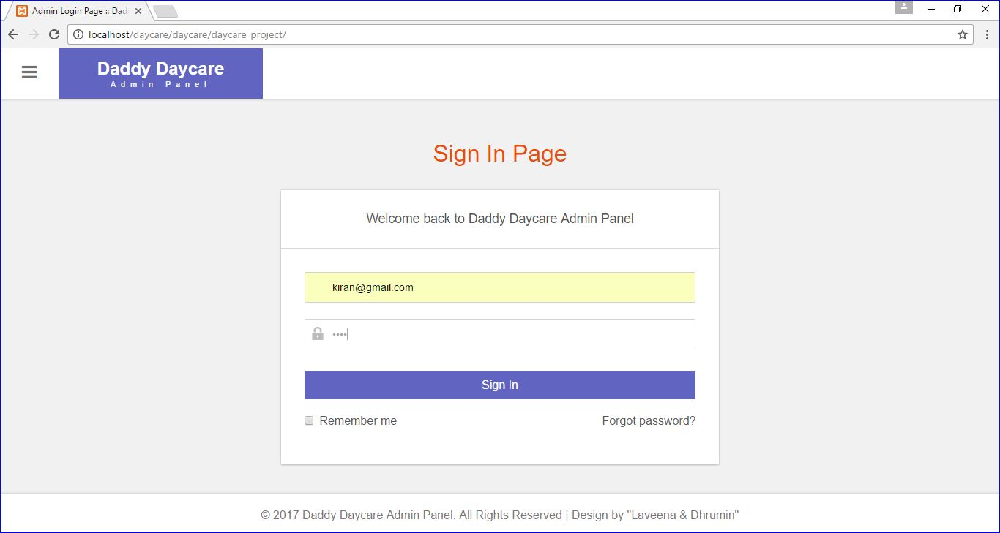 Admin Login Page :: Dad
localhost/daycare/daycare/daycare_project/
Daddy Daycare
Admin Panel
Sign In Page
Welcome back to Daddy Daycare Admin Panel
kiran@gmail.com
••••
Sign In
Remember me
Forgot password?
© 2017 Daddy Daycare Admin Panel. All Rights Reserved | Design by "Laveena & Dhrumin"